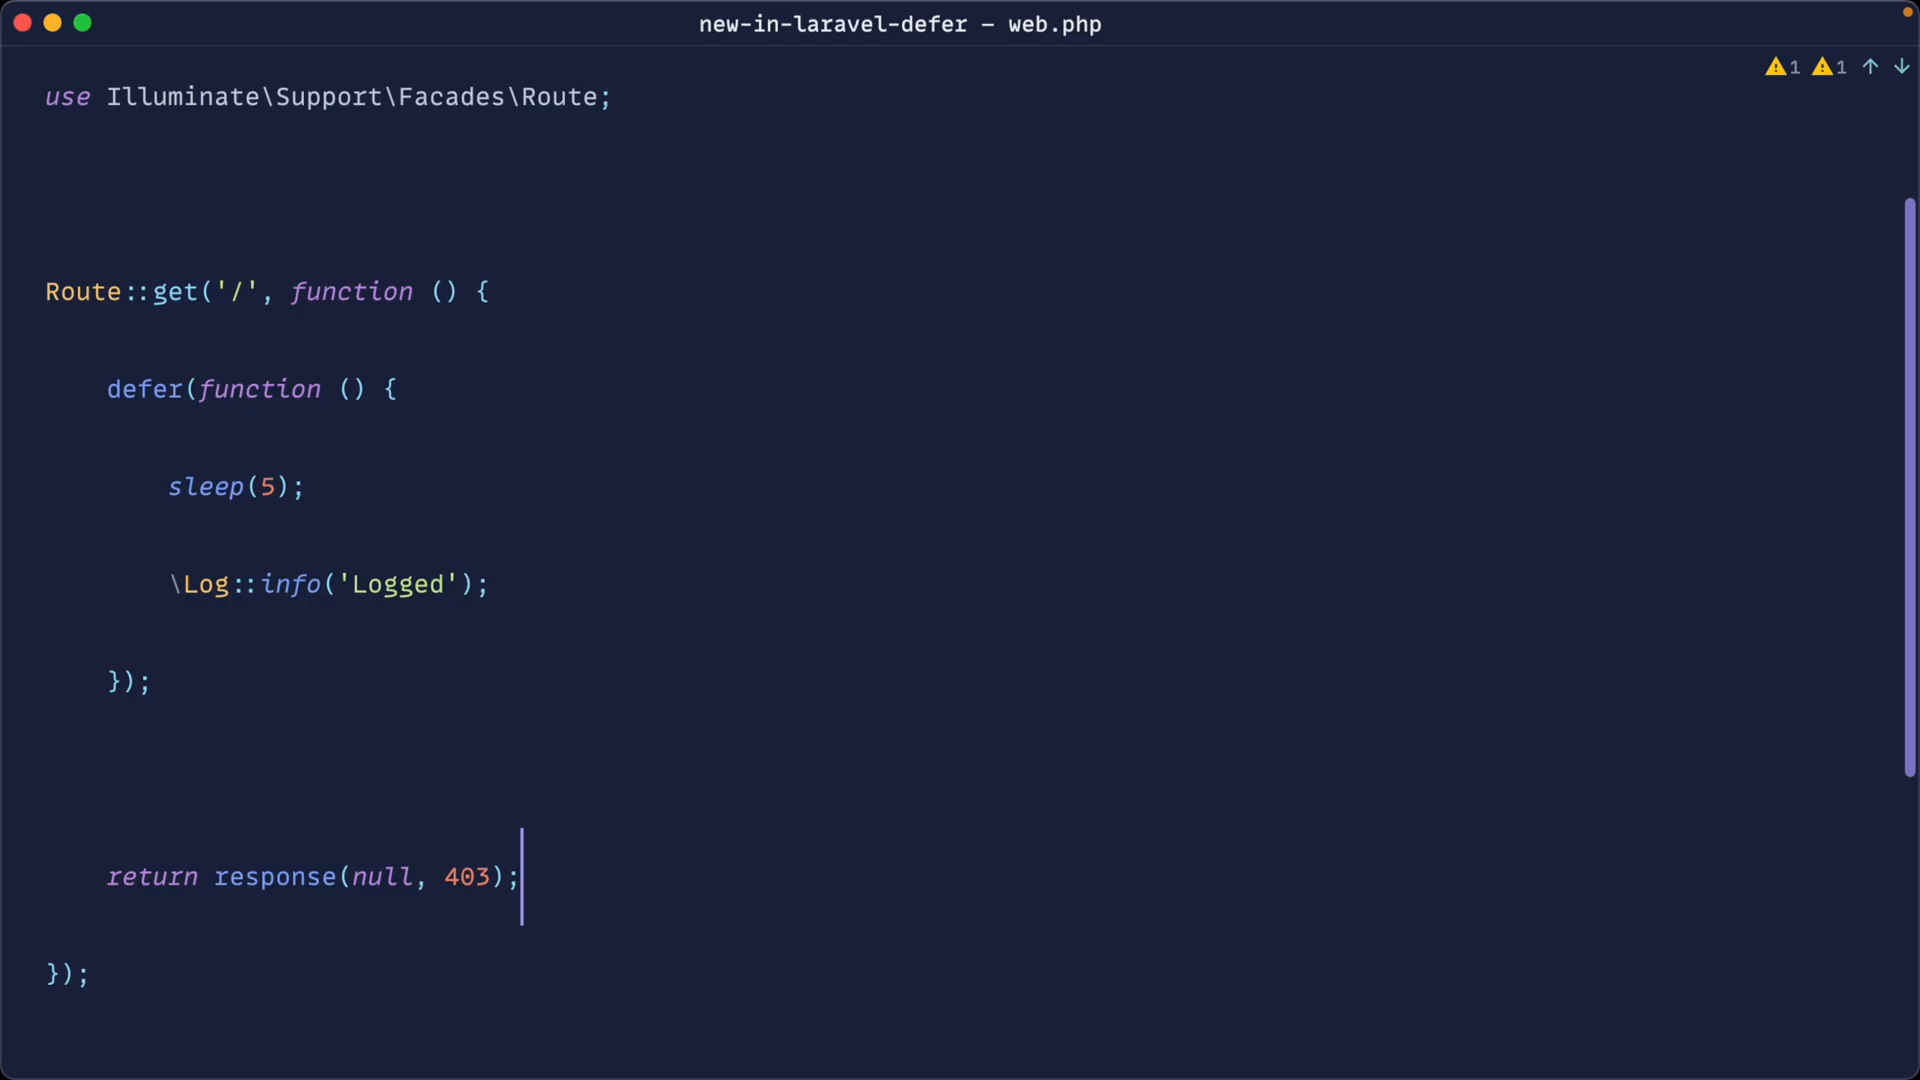 new-in-laravel-defer – web.php
1 1
use Illuminate\Support\Facades\Route;
Route::get('/', function () {
defer(function () {
sleep(5);
\Log::info('Logged');
});
return response(null, 403);
});